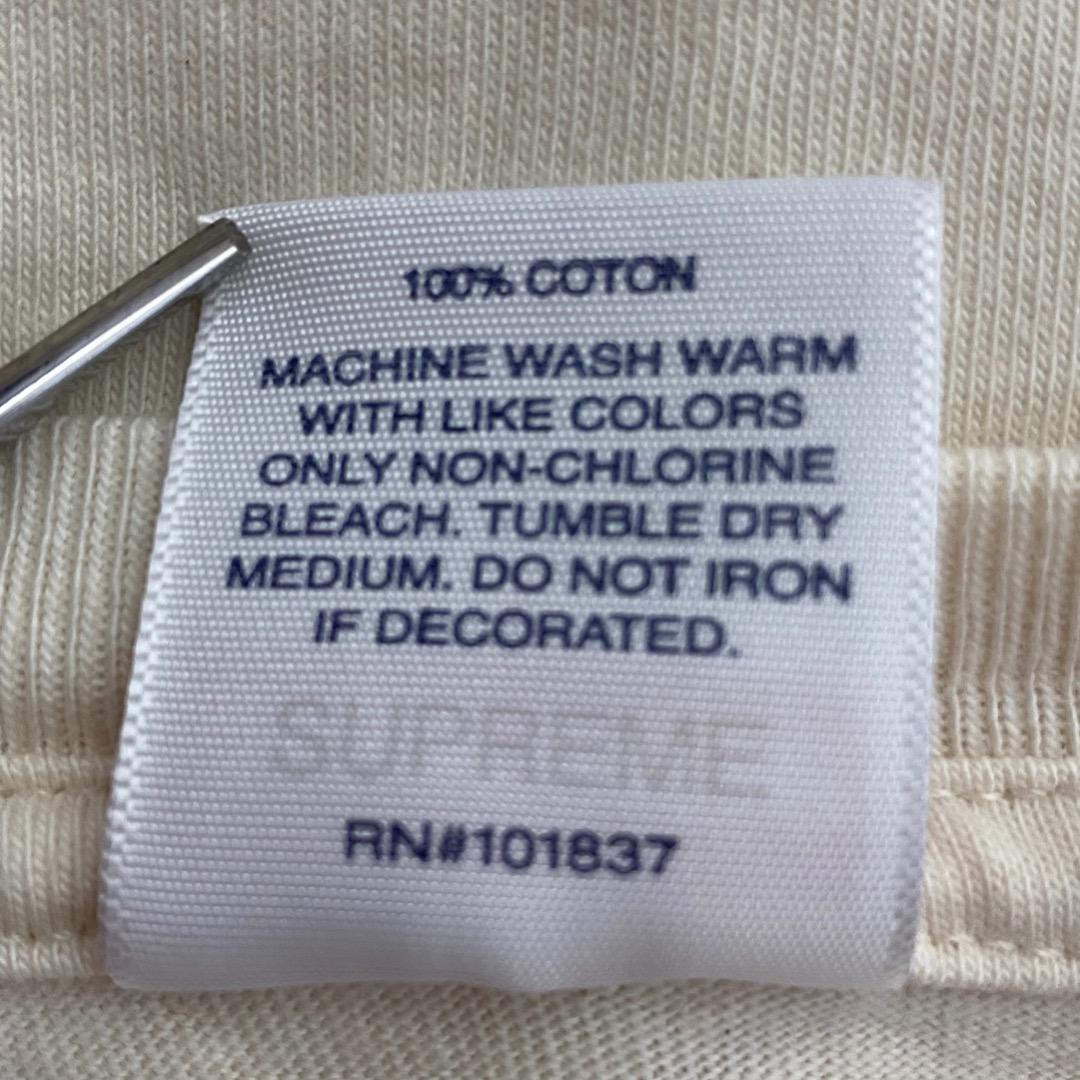 100% COTON
MACHINE WASH WARM
WITH LIKE COLORS
ONLY NON-CHLORINE
BLEACH. TUMBLE DRY
MEDIUM. DO NOT IRON
IF DECORATED.
SUPREME
RN#101837